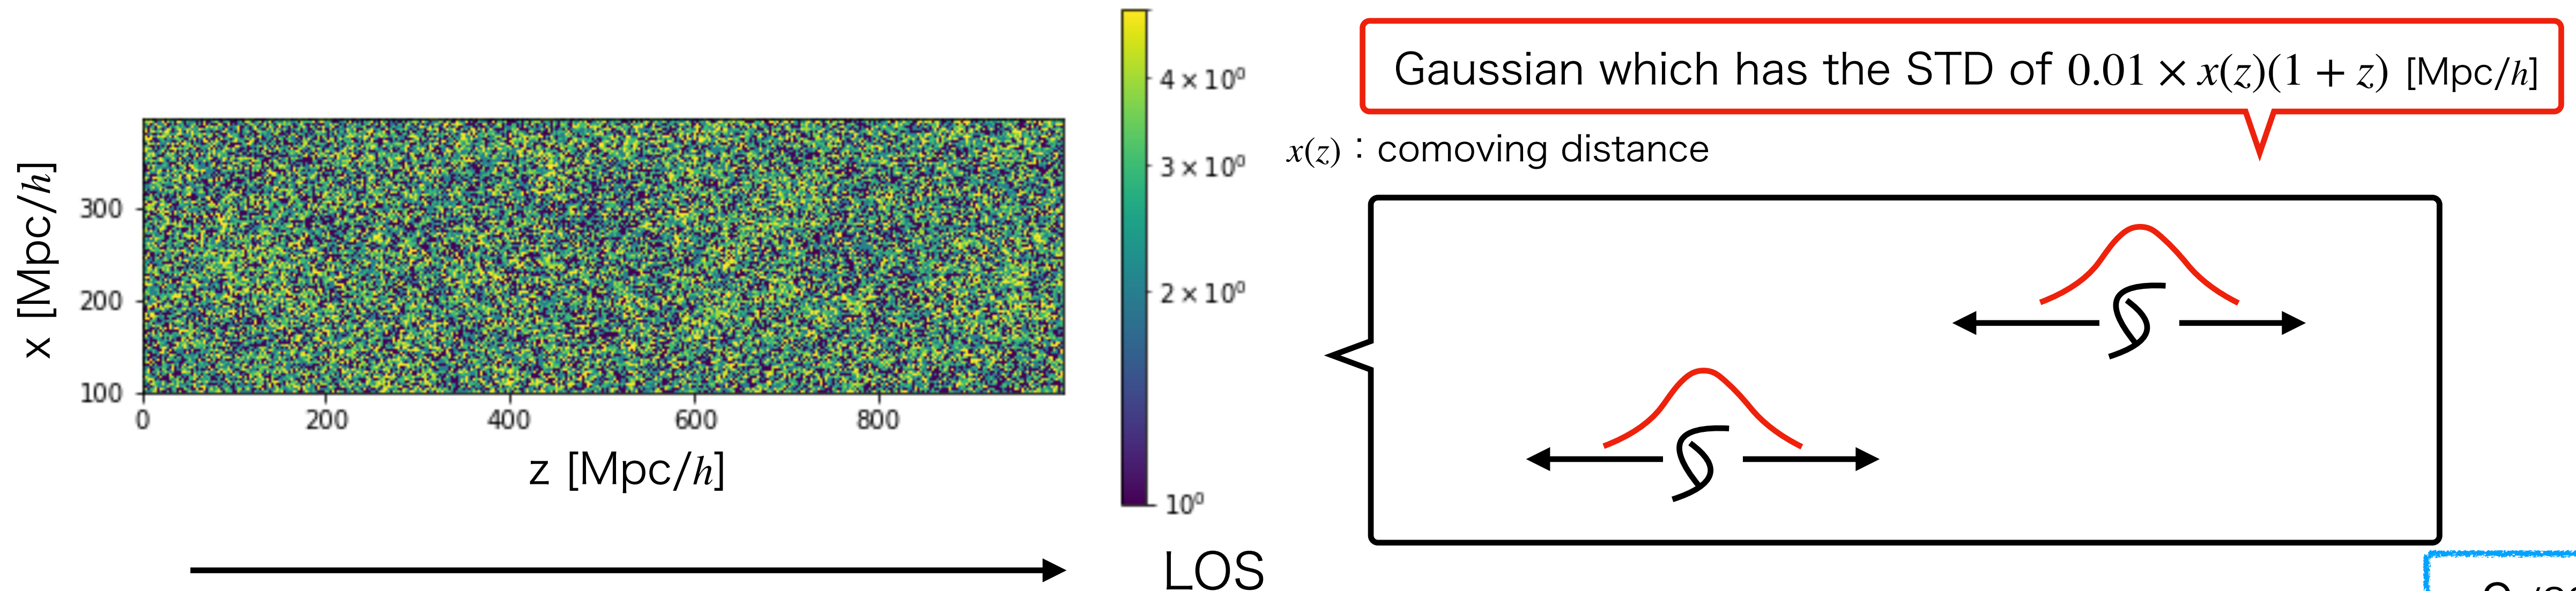 Gaussian which has the STD of 0.01 × x(z)(1 + z) [Mpc/h]
x(z) : comoving distance
4 × 10⁰
3 × 10⁰
2 × 10⁰
10⁰
x [Mpc/h]
300
200
100
0 200 400 600 800
z [Mpc/h]
LOS